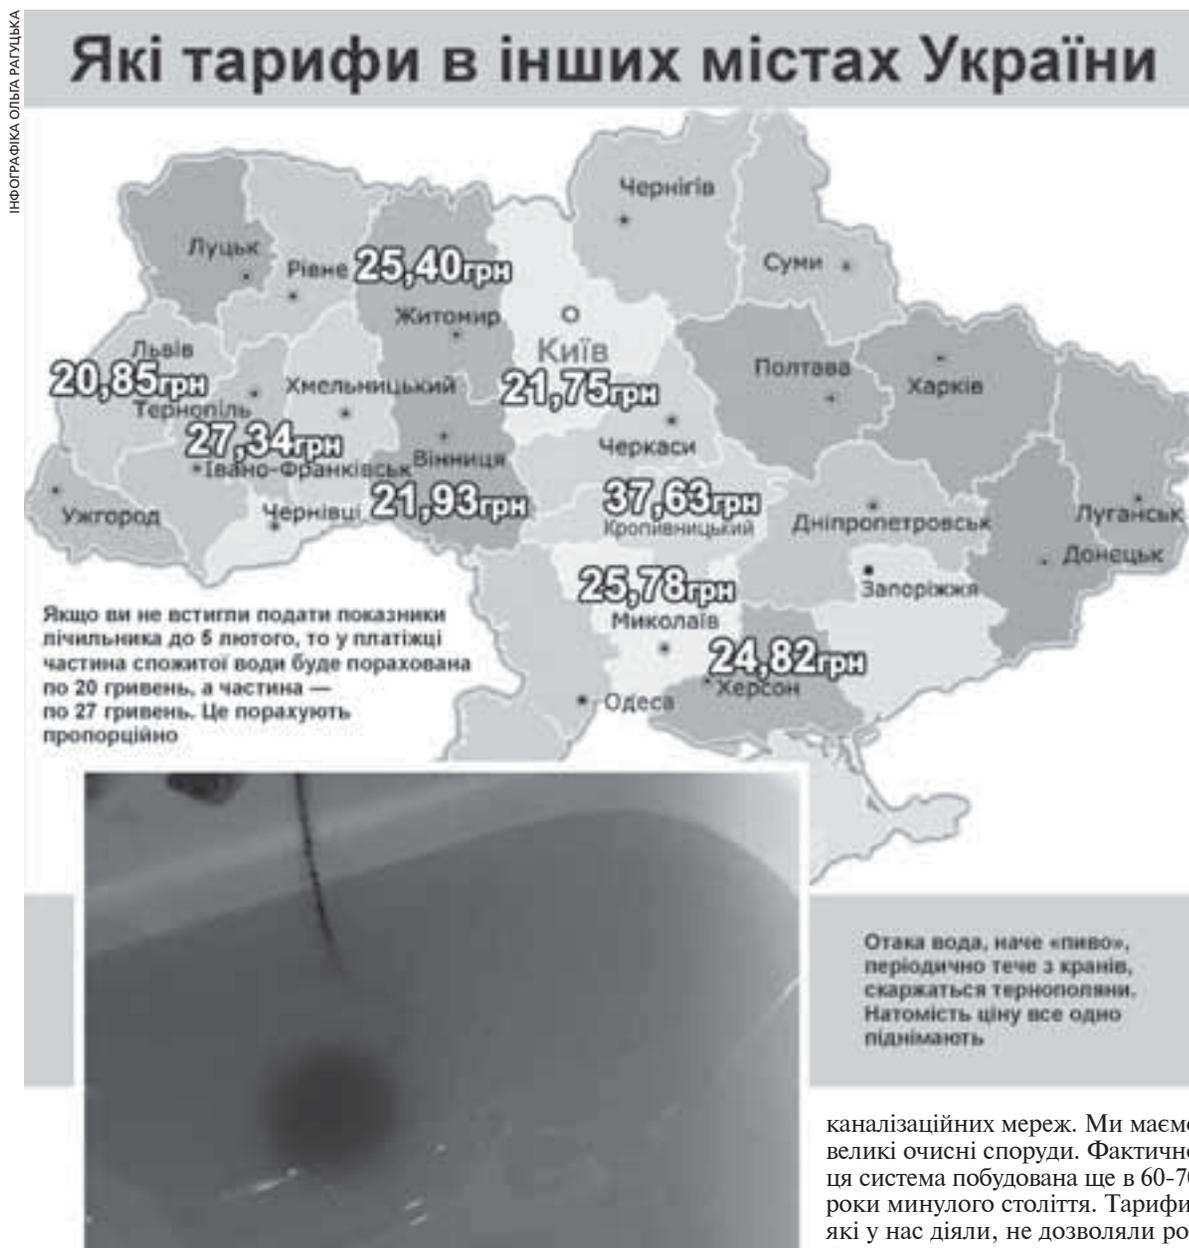 ІНФОГРАФІКА ОЛЬГА РАГУЦЬКА
Які тарифи в інших містах України
Чернігів
Луцьк
Суми
Рівне
25,40грн
Житомир
Київ
21,75грн
Львів
20,85грн
Хмельницький
Полтава
Харків
Тернопіль
27,34грн
Івано-Франківськ
Черкаси
Вінниця
21,93грн
37,63грн
Кропивницький
Ужгород
Чернівці
Дніпропетровськ
Луганськ
Донецьк
Запоріжжя
25,78грн
Миколаїв
24,82грн
Херсон
Одеса
Якщо ви не встигли подати показники
лічильника до 5 лютого, то у платіжці
частина спожитої води буде порахована
по 20 гривень, а частина —
по 27 гривень. Це порахують
пропорційно
Отака вода, наче «пиво»,
періодично тече з кранів,
скаржаться тернополяни.
Натомість ціну все одно
піднімають
каналізаційних мереж. Ми маємо
великі очисні споруди. Фактично
ця система побудована ще в 60-70
роки минулого століття. Тарифи,
які у нас діяли, не дозволяли ро